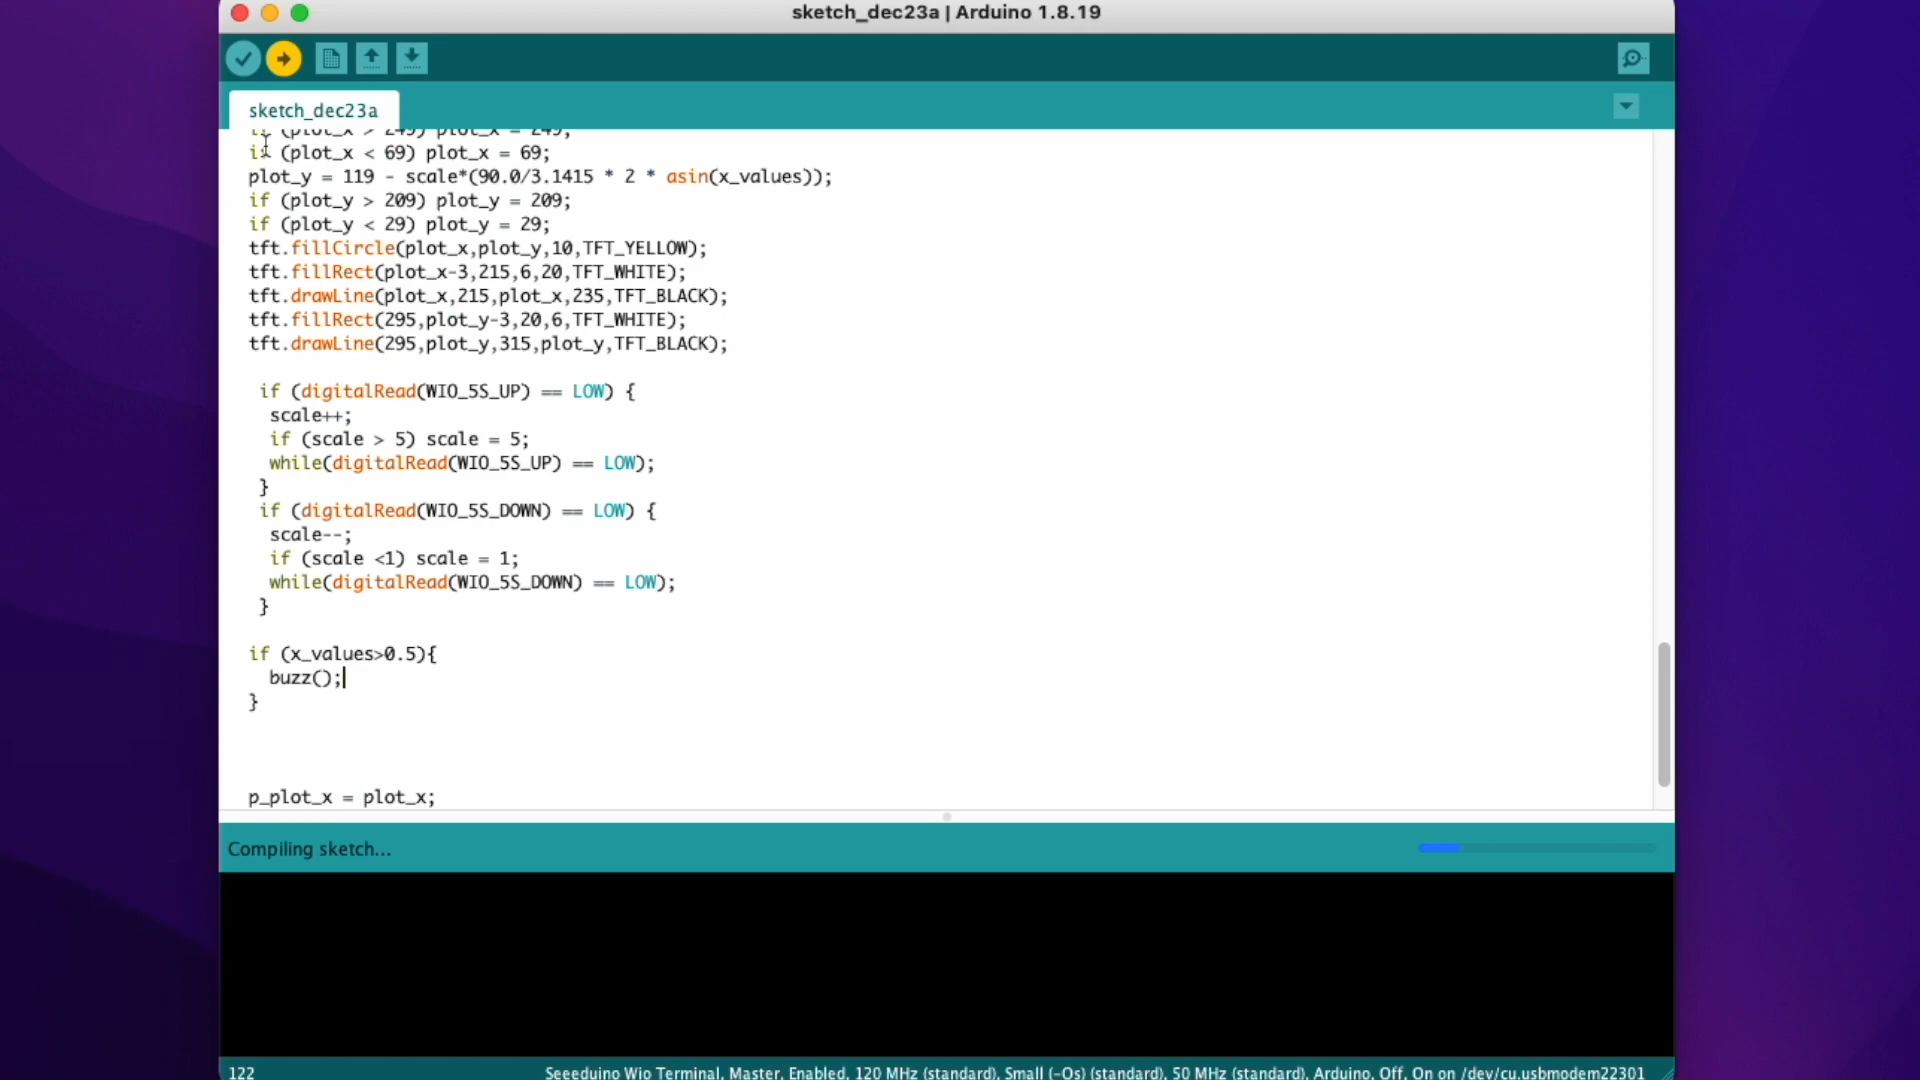 sketch_dec23a | Arduino 1.8.19
sketch_dec23a
if (plot_x > 249) plot_x = 249;
if (plot_x < 69) plot_x = 69;
plot_y = 119 - scale*(90.0/3.1415 * 2 * asin(x_values));
if (plot_y > 209) plot_y = 209;
if (plot_y < 29) plot_y = 29;
tft.fillCircle(plot_x,plot_y,10,TFT_YELLOW);
tft.fillRect(plot_x-3,215,6,20,TFT_WHITE);
tft.drawLine(plot_x,215,plot_x,235,TFT_BLACK);
tft.fillRect(295,plot_y-3,20,6,TFT_WHITE);
tft.drawLine(295,plot_y,315,plot_y,TFT_BLACK);
if (digitalRead(WIO_5S_UP) == LOW) {
scale++;
if (scale > 5) scale = 5;
while(digitalRead(WIO_5S_UP) == LOW);
}
if (digitalRead(WIO_5S_DOWN) == LOW) {
scale--;
if (scale <1) scale = 1;
while(digitalRead(WIO_5S_DOWN) == LOW);
}
if (x_values>0.5){
buzz();
}
p_plot_x = plot_x;
Compiling sketch...
122
Seeeduino Wio Terminal, Master, Enabled, 120 MHz (standard), Small (-Os) (standard), 50 MHz (standard), Arduino, Off, On on /dev/cu.usbmodem22301